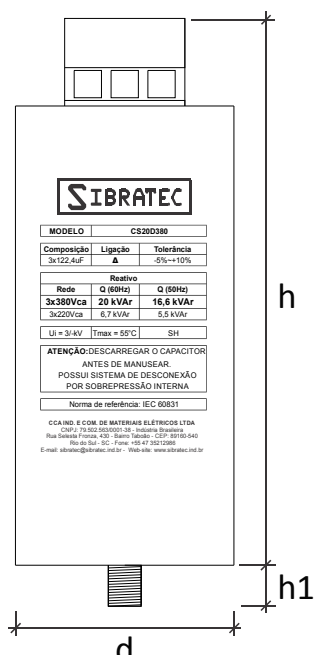 SIBRATEC
MODELO CS20D380
Composição Ligação Tolerância
3x122,4uF Δ -5%~+10%
Reativo
Rede Q (60Hz) Q (50Hz)
3x380Vca 20 kVAr 16,6 kVAr
3x220Vca 6,7 kVAr 5,5 kVAr
Ui = 3/-kV Tmax = 55°C SH
ATENÇÃO:DESCARREGAR O CAPACITOR
ANTES DE MANUSEAR.
POSSUI SISTEMA DE DESCONEXÃO
POR SOBREPRESSÃO INTERNA
Norma de referência: IEC 60831
CCA IND. E COM. DE MATERIAIS ELÉTRICOS LTDA
CNPJ: 79.502.563/0001-38 - Indústria Brasileira
Rua Selesta Fronza, 430 - Bairro Taboão - CEP: 89160-540
Rio do Sul - SC - Fone: +55 47 35212986
E-mail: sibratec@sibratec.ind.br - Web-site: www.sibratec.ind.br
h
h1
d